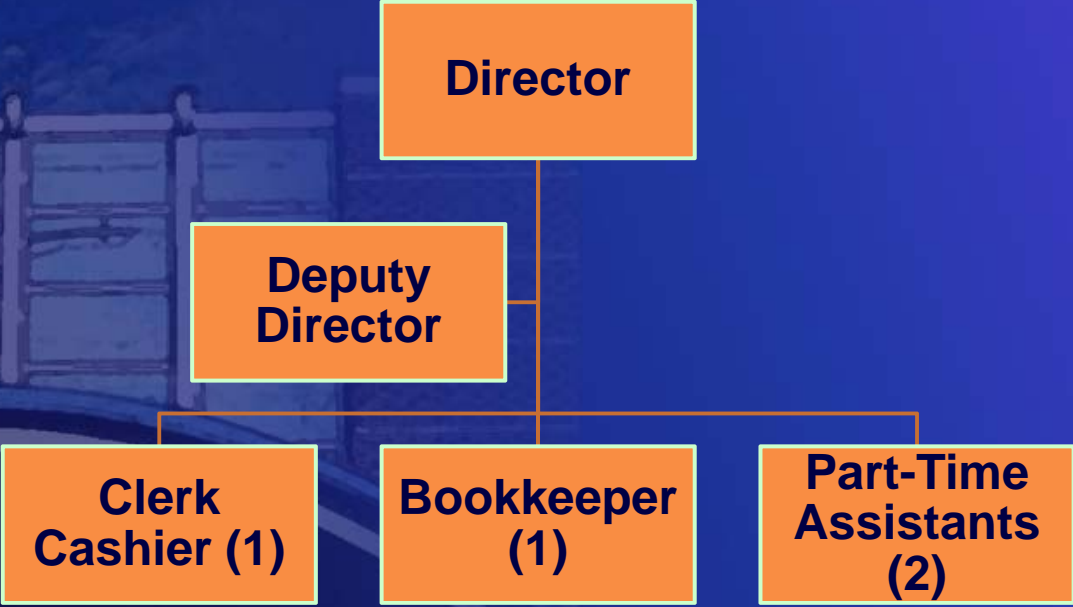 Director
Deputy
Director
Clerk
Cashier (1)
Bookkeeper
(1)
Part-Time
Assistants
(2)